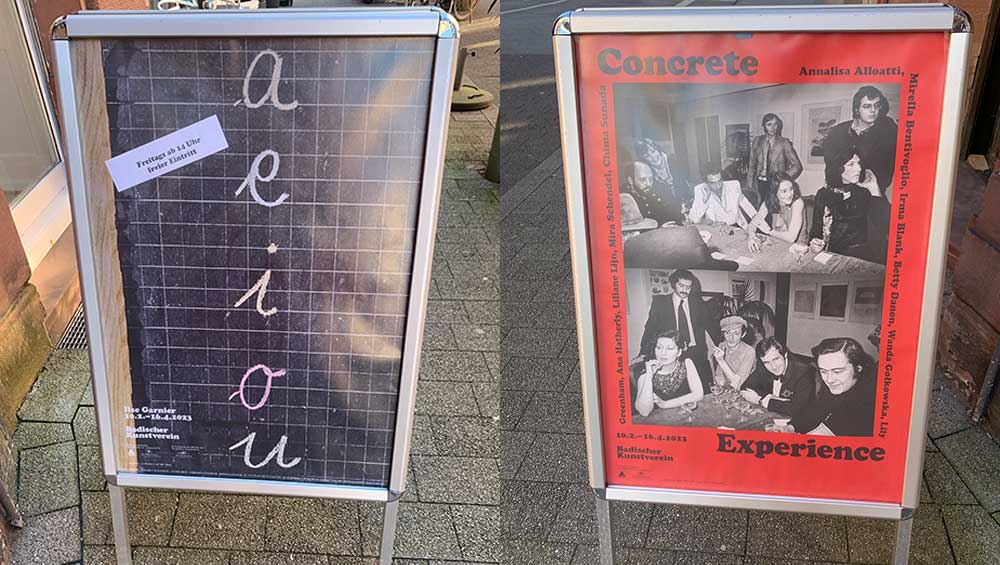 a
e
i
o
u
Freitags ab 14 Uhr
freier Eintritt
Ilse Garnier
10.2.–16.4.2023
Badischer
Kunstverein
Concrete
Annalisa Alloatti,
Mirella Bentivoglio, Irma Blank, Betty Danon, Wanda Golkowska, Lily
Greenham, Ana Hatherly, Liliane Lijn, Mira Schendel, Chima Sunada
10.2.–16.4.2023
Experience
Badischer
Kunstverein